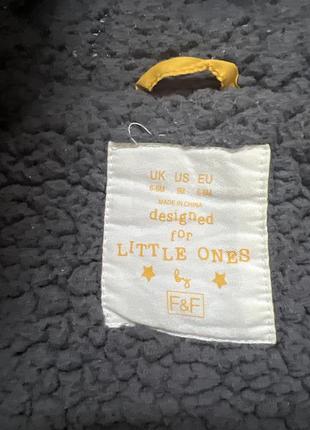 UK US EU
MADE IN CHINA
designed
for
LITTLE ONES
by
F&F